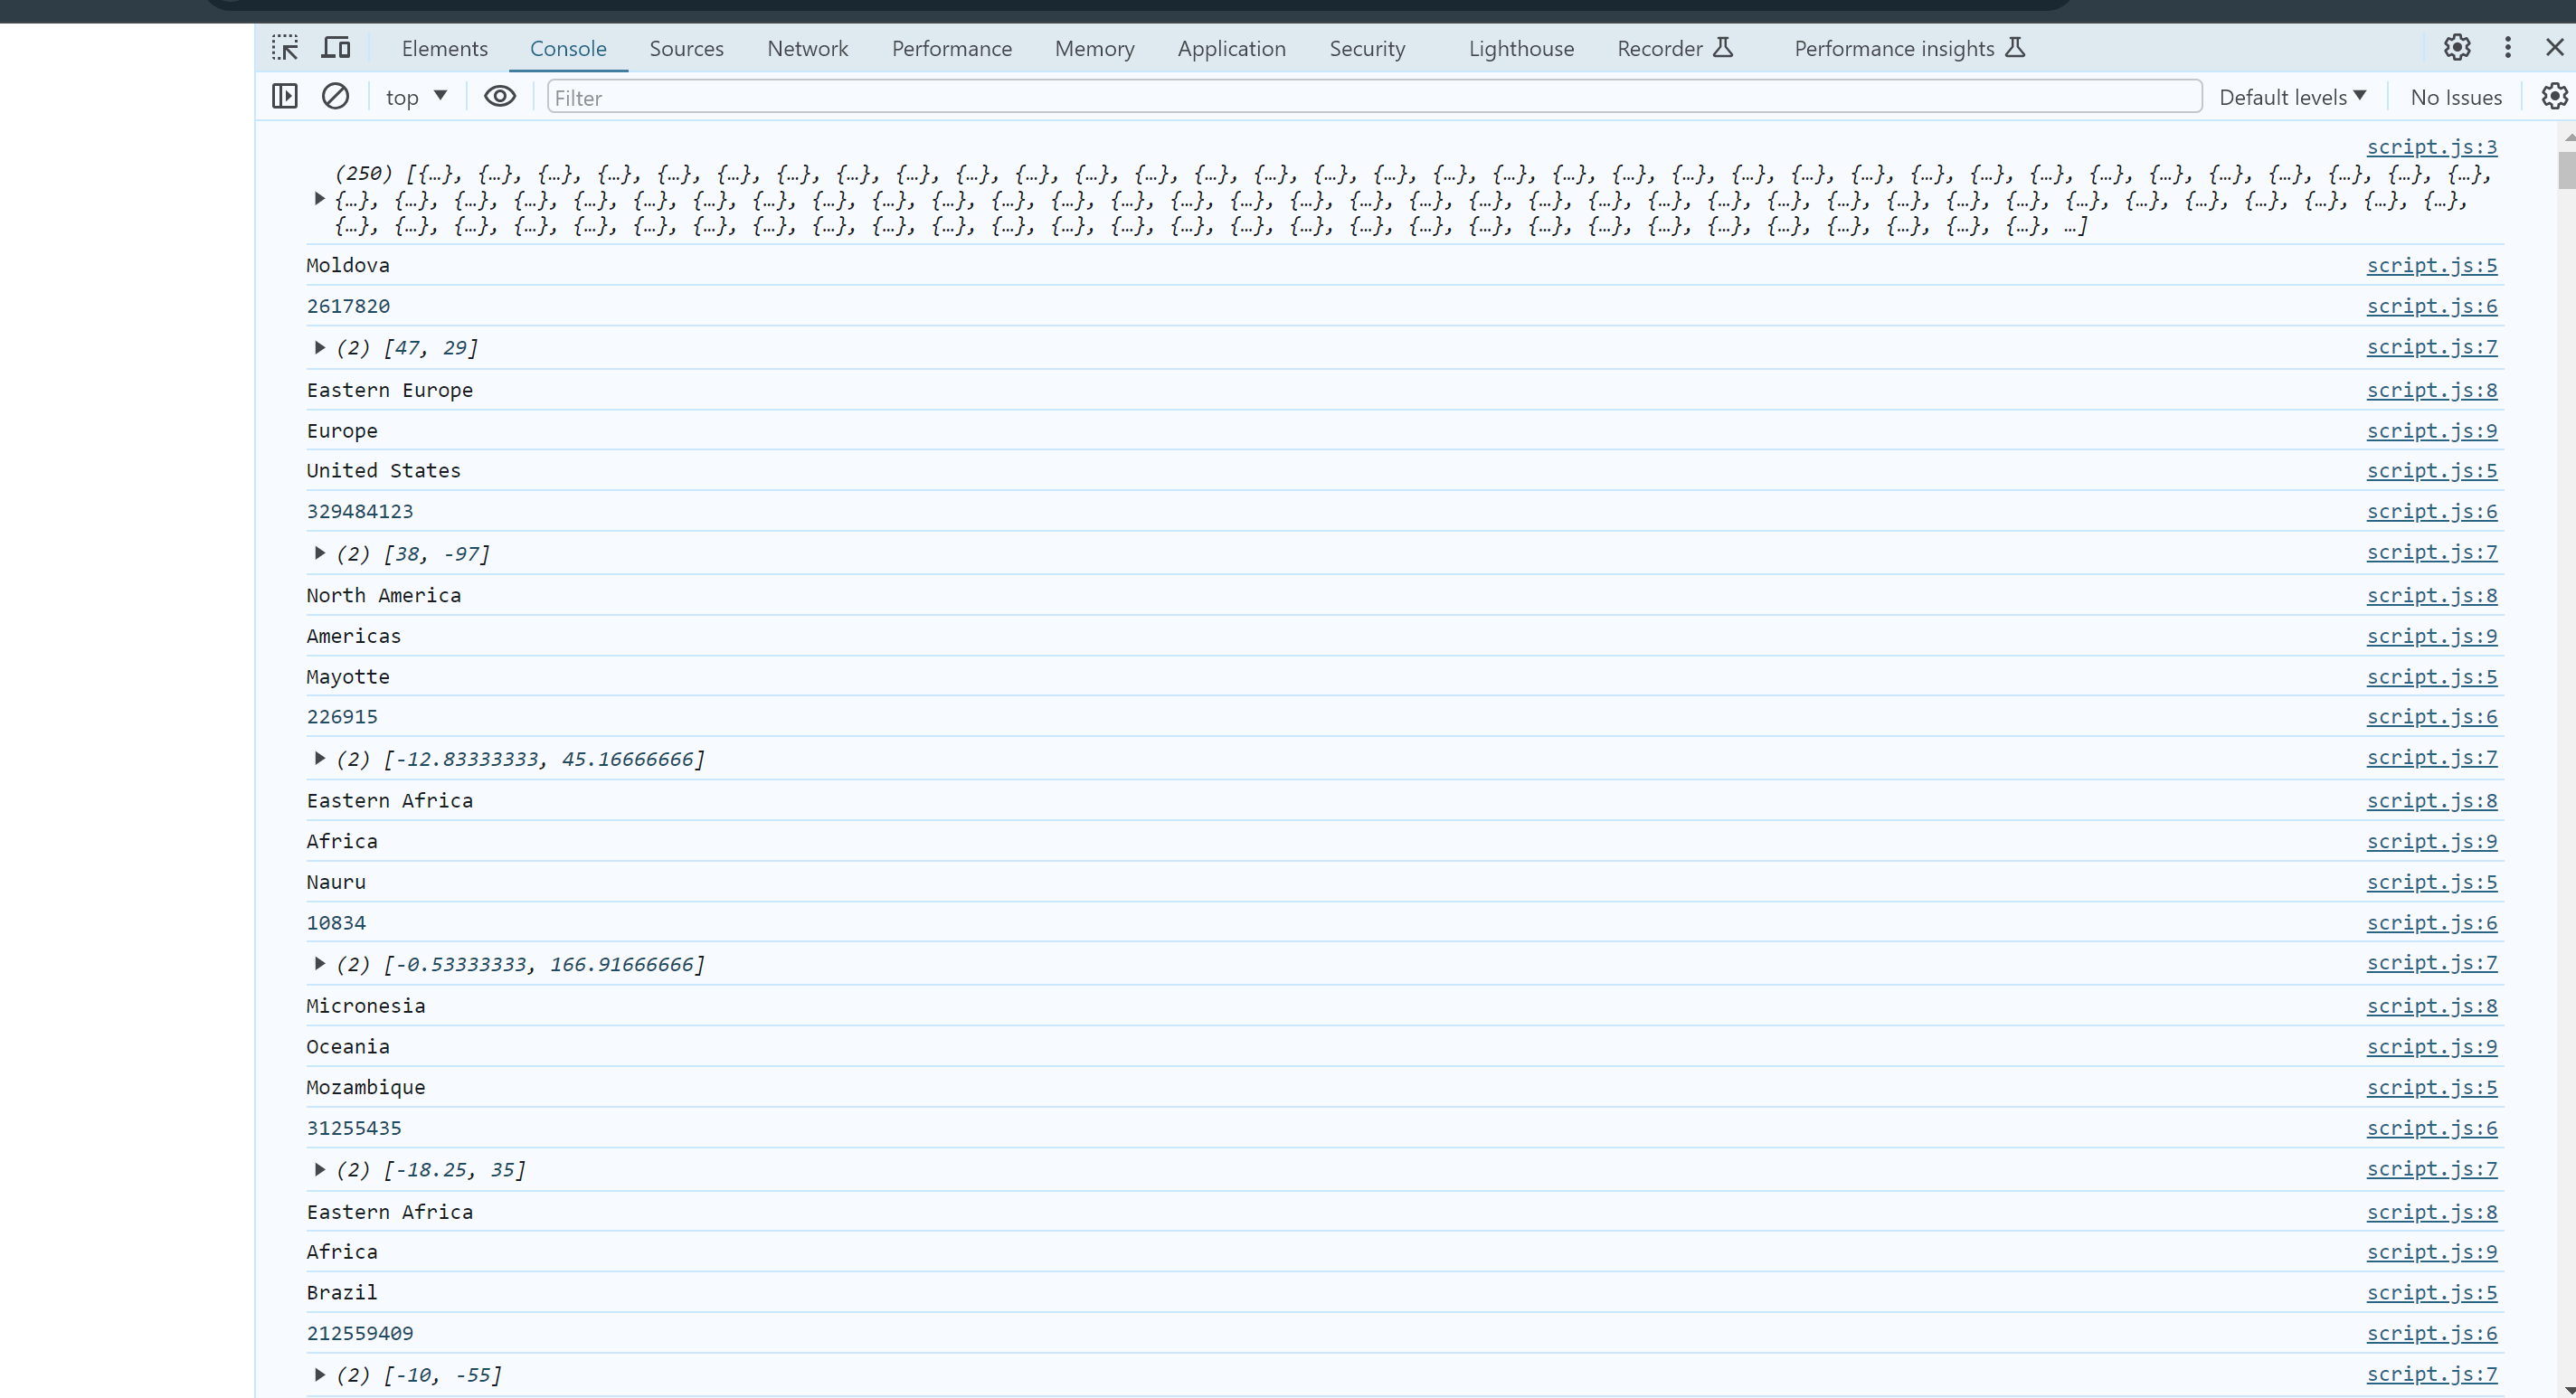 Elements Console Sources Network Performance Memory Application Security Lighthouse Recorder Performance insights
top Filter Default levels No Issues
script.js:3
(250) [{…}, {…}, {…}, {…}, {…}, {…}, {…}, {…}, {…}, {…}, {…}, {…}, {…}, {…}, {…}, {…}, {…}, {…}, {…}, {…}, {…}, {…}, {…}, {…}, {…}, {…}, {…}, {…}, {…}, {…}, {…}, {…}, {…}, {…}, {…},
{…}, {…}, {…}, {…}, {…}, {…}, {…}, {…}, {…}, {…}, {…}, {…}, {…}, {…}, {…}, {…}, {…}, {…}, {…}, {…}, {…}, {…}, {…}, {…}, {…}, {…}, {…}, {…}, {…}, {…}, {…}, {…}, {…}, {…}, {…}, {…},
{…}, {…}, {…}, {…}, {…}, {…}, {…}, {…}, {…}, {…}, {…}, {…}, {…}, {…}, {…}, {…}, {…}, {…}, {…}, {…}, {…}, {…}, {…}, {…}, {…}, {…}, {…}, {…}, {…}, …]
Moldova script.js:5
2617820 script.js:6
(2) [47, 29] script.js:7
Eastern Europe script.js:8
Europe script.js:9
United States script.js:5
329484123 script.js:6
(2) [38, -97] script.js:7
North America script.js:8
Americas script.js:9
Mayotte script.js:5
226915 script.js:6
(2) [-12.83333333, 45.16666666] script.js:7
Eastern Africa script.js:8
Africa script.js:9
Nauru script.js:5
10834 script.js:6
(2) [-0.53333333, 166.91666666] script.js:7
Micronesia script.js:8
Oceania script.js:9
Mozambique script.js:5
31255435 script.js:6
(2) [-18.25, 35] script.js:7
Eastern Africa script.js:8
Africa script.js:9
Brazil script.js:5
212559409 script.js:6
(2) [-10, -55] script.js:7